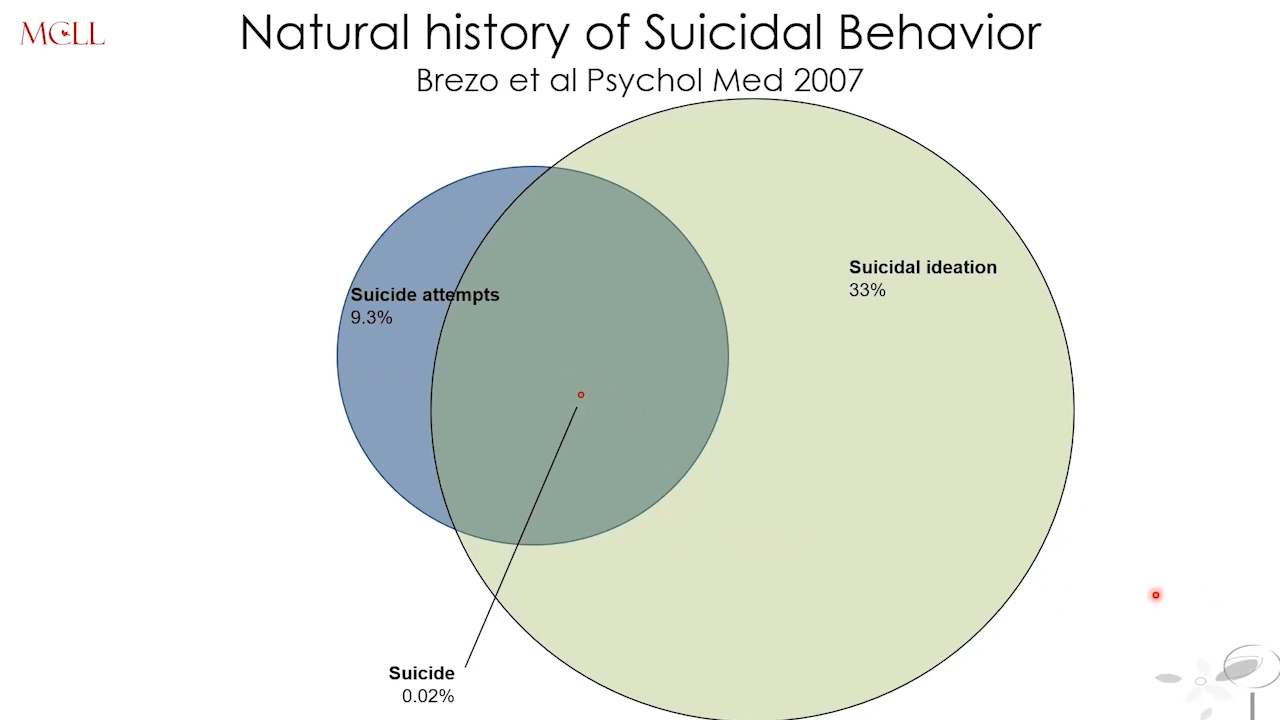 MGLL
Natural history of Suicidal Behavior
Brezo et al Psychol Med 2007
Suicidal ideation
33%
Suicide attempts
9.3%
Suicide
0.02%